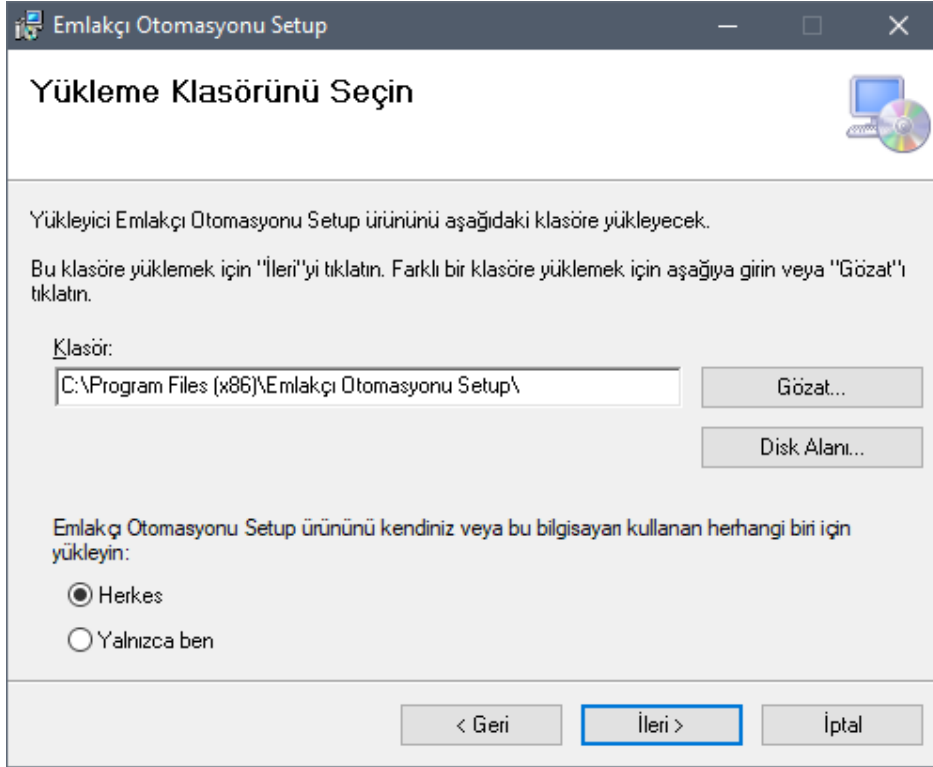 Emlakçı Otomasyonu Setup
Yükleme Klasörünü Seçin
Yükleyici Emlakçı Otomasyonu Setup ürününü aşağıdaki klasöre yükleyecek.
Bu klasöre yüklemek için "İleri"yi tıklatın. Farklı bir klasöre yüklemek için aşağıya girin veya "Gözat"ı
tıklatın.
Klasör:
C:\Program Files (x86)\Emlakçı Otomasyonu Setup\
Gözat...
Disk Alanı...
Emlakçı Otomasyonu Setup ürününü kendiniz veya bu bilgisayarı kullanan herhangi biri için
yükleyin:
Herkes
Yalnızca ben
< Geri
İleri >
İptal